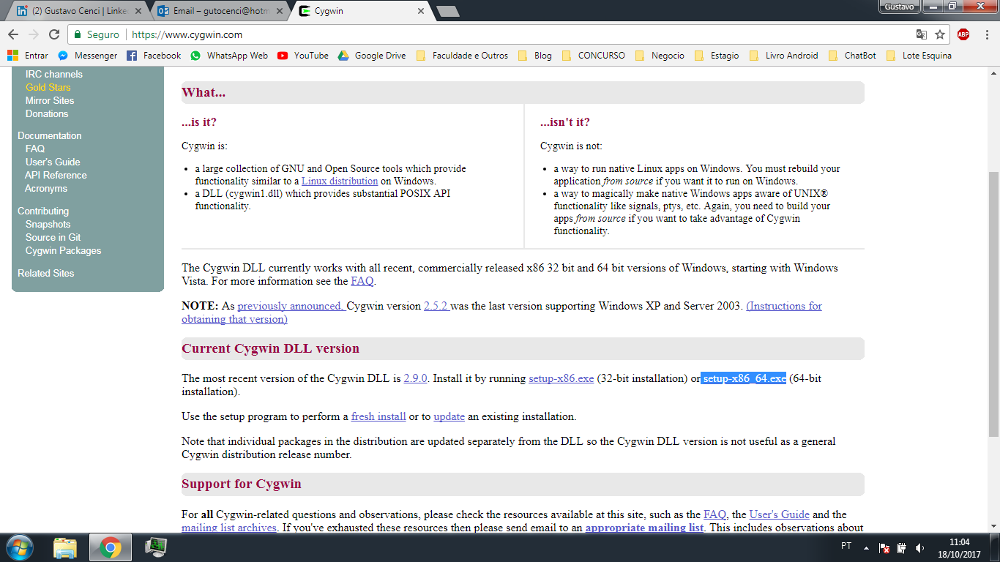 (2) Gustavo Cenci | Linke
Email – gutocenci@hotm
Cygwin
Gustavo
Seguro
https://www.cygwin.com
ABP
Entrar
Messenger
Facebook
WhatsApp Web
YouTube
Google Drive
Faculdade e Outros
Blog
CONCURSO
Negocio
Estagio
Livro Android
ChatBot
Lote Esquina
IRC channels
Gold Stars
Mirror Sites
Donations
Documentation
FAQ
User's Guide
API Reference
Acronyms
Contributing
Snapshots
Source in Git
Cygwin Packages
Related Sites
What...
...is it?
Cygwin is:
a large collection of GNU and Open Source tools which provide
functionality similar to a Linux distribution on Windows.
a DLL (cygwin1.dll) which provides substantial POSIX API
functionality.
...isn't it?
Cygwin is not:
a way to run native Linux apps on Windows. You must rebuild your
application from source if you want it to run on Windows.
a way to magically make native Windows apps aware of UNIX®
functionality like signals, ptys, etc. Again, you need to build your
apps from source if you want to take advantage of Cygwin
functionality.
The Cygwin DLL currently works with all recent, commercially released x86 32 bit and 64 bit versions of Windows, starting with Windows
Vista. For more information see the FAQ.
NOTE: As previously announced. Cygwin version 2.5.2 was the last version supporting Windows XP and Server 2003. (Instructions for
obtaining that version)
Current Cygwin DLL version
The most recent version of the Cygwin DLL is 2.9.0. Install it by running setup-x86.exe (32-bit installation) or setup-x86_64.exe (64-bit
installation).
Use the setup program to perform a fresh install or to update an existing installation.
Note that individual packages in the distribution are updated separately from the DLL so the Cygwin DLL version is not useful as a general
Cygwin distribution release number.
Support for Cygwin
For all Cygwin-related questions and observations, please check the resources available at this site, such as the FAQ, the User's Guide and the
mailing list archives. If you've exhausted these resources then please send email to an appropriate mailing list. This includes observations about
PT
11:04
18/10/2017